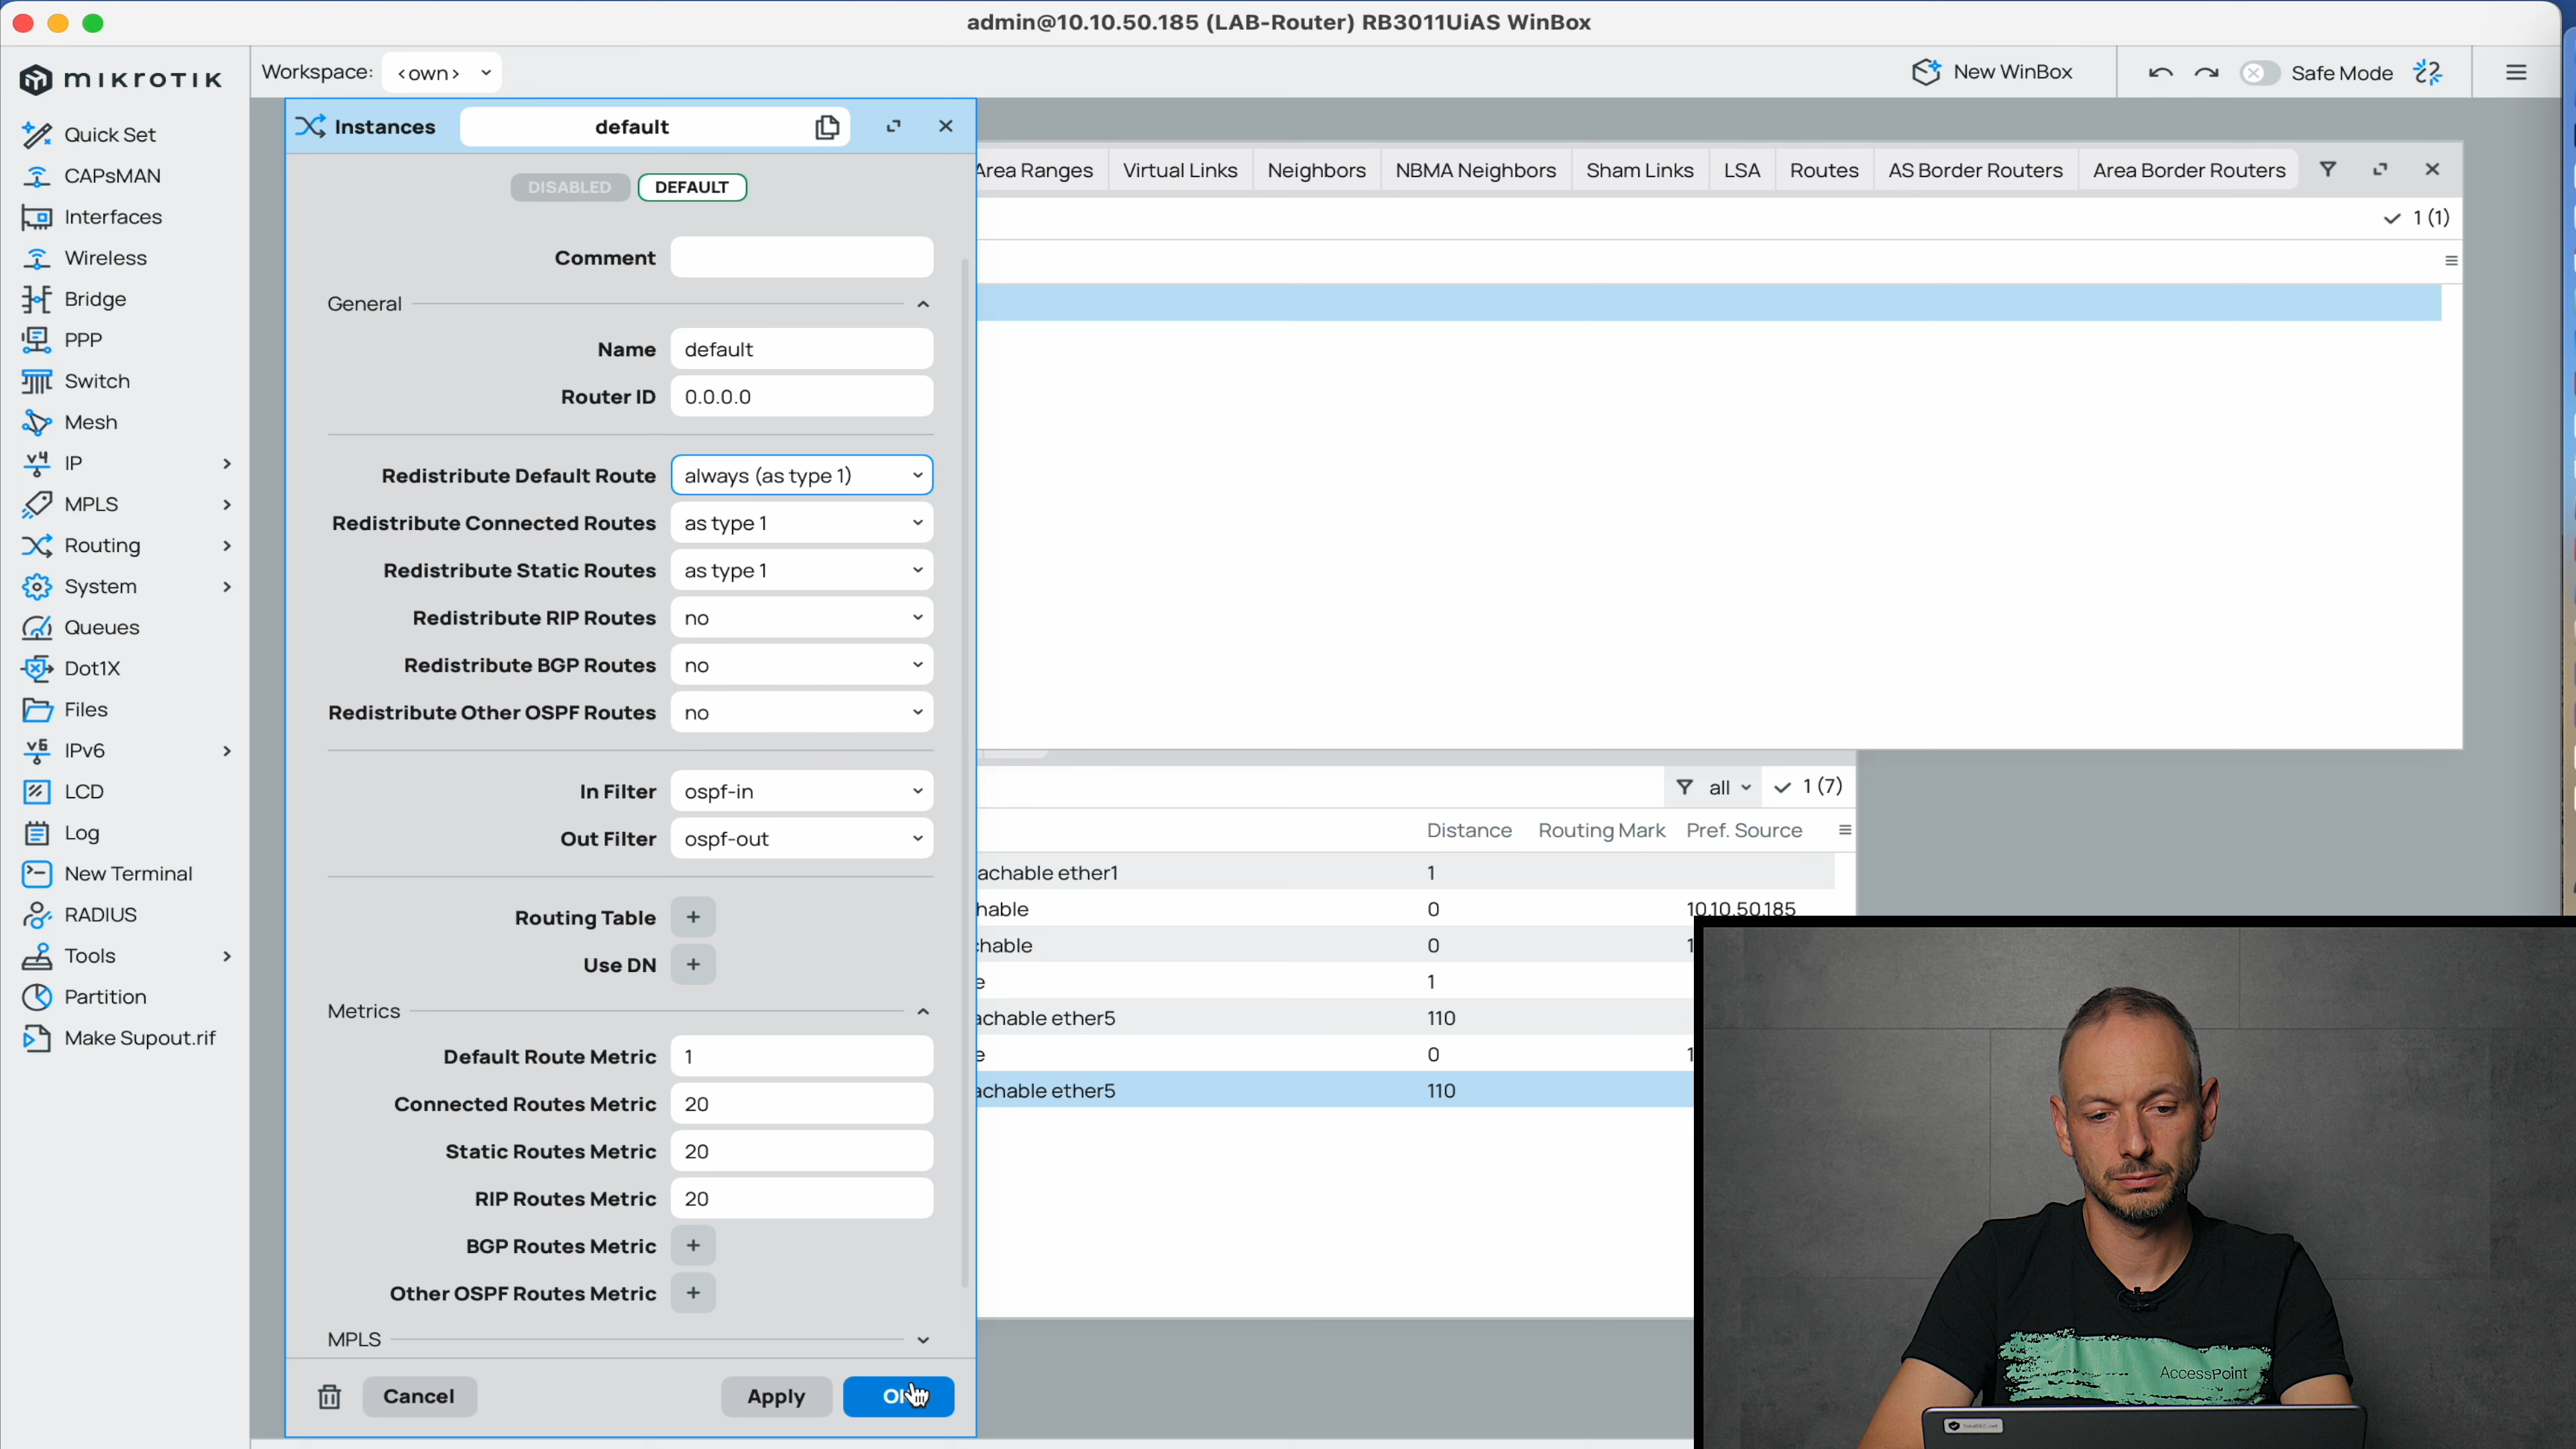 admin@10.10.50.185 (LAB-Router) RB3011UiAS WinBox
mikrotik
Workspace: <own>
New WinBox
Safe Mode
Quick Set
CAPsMAN
Interfaces
Wireless
Bridge
PPP
Switch
Mesh
IP
MPLS
Routing
System
Queues
Dot1X
Files
IPv6
LCD
Log
New Terminal
RADIUS
Tools
Partition
Make Supout.rif
Instances default
DISABLED DEFAULT
Comment
General
Name default
Router ID 0.0.0.0
Redistribute Default Route always (as type 1)
Redistribute Connected Routes as type 1
Redistribute Static Routes as type 1
Redistribute RIP Routes no
Redistribute BGP Routes no
Redistribute Other OSPF Routes no
In Filter ospf-in
Out Filter ospf-out
Routing Table +
Use DN +
Metrics
Default Route Metric 1
Connected Routes Metric 20
Static Routes Metric 20
RIP Routes Metric 20
BGP Routes Metric +
Other OSPF Routes Metric +
MPLS
Cancel Apply
Area Ranges Virtual Links Neighbors NBMA Neighbors Sham Links LSA Routes AS Border Routers Area Border Routers
1 (1)
all 1 (7)
Distance Routing Mark Pref. Source
achable ether1 1
hable 0 10.10.50.185
chable 0 1
e 1
achable ether5 110
e 0 1
achable ether5 110
AccessPoint